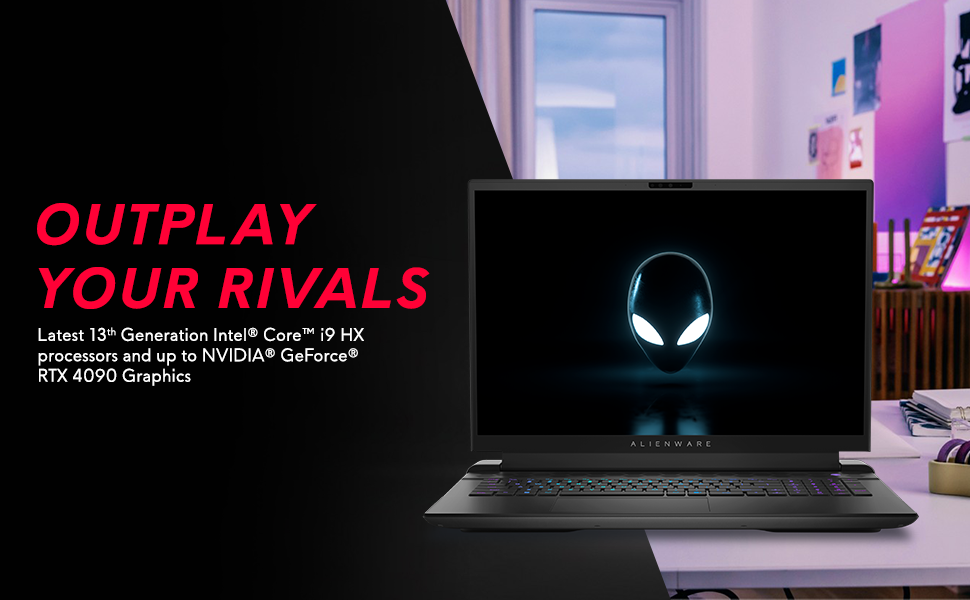 OUTPLAY
YOUR RIVALS
Latest 13th Generation Intel® Core™ i9 HX
processors and up to NVIDIA® GeForce®
RTX 4090 Graphics
ALIENWARE